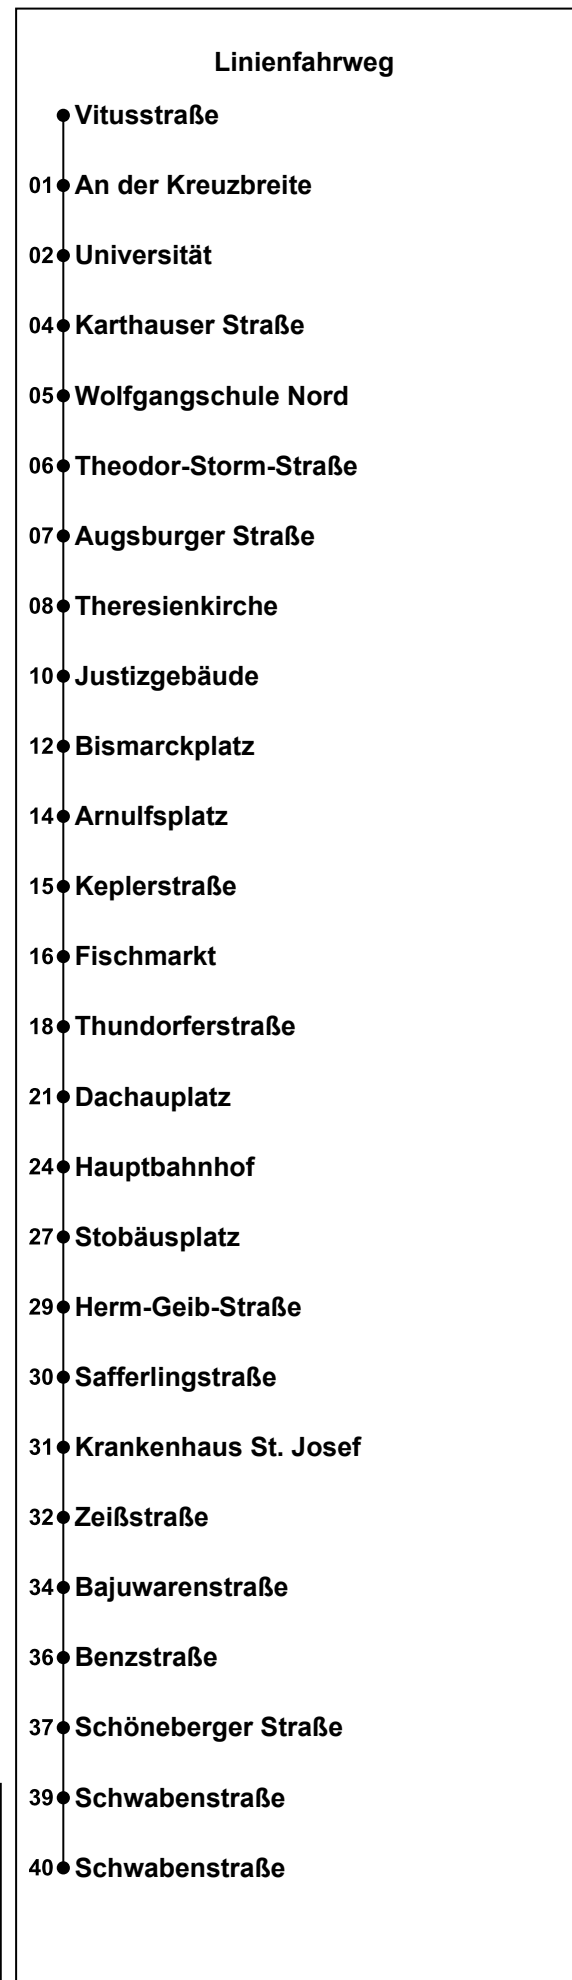 Linienfahrweg
Vitusstraße
01 An der Kreuzbreite
02 Universität
04 Karthauser Straße
05 Wolfgangschule Nord
06 Theodor-Storm-Straße
07 Augsburger Straße
08 Theresienkirche
10 Justizgebäude
12 Bismarckplatz
14 Arnulfsplatz
15 Keplerstraße
16 Fischmarkt
18 Thundorferstraße
21 Dachauplatz
24 Hauptbahnhof
27 Stobäusplatz
29 Herm-Geib-Straße
30 Safferlingstraße
31 Krankenhaus St. Josef
32 Zeißstraße
34 Bajuwarenstraße
36 Benzstraße
37 Schöneberger Straße
39 Schwabenstraße
40 Schwabenstraße